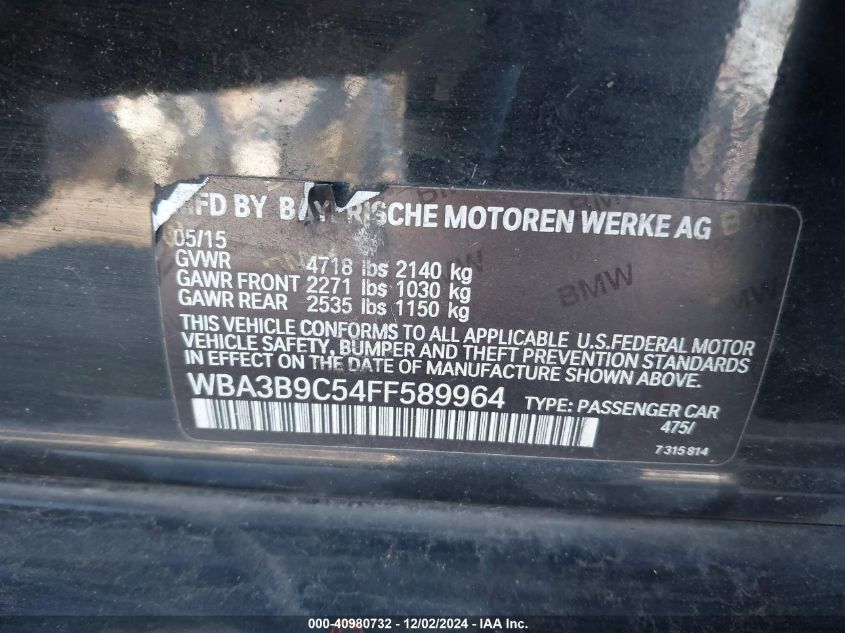 MFD BY BAYERISCHE MOTOREN WERKE AG
05/15
GVWR 4718 lbs 2140 kg
GAWR FRONT 2271 lbs 1030 kg
GAWR REAR 2535 lbs 1150 kg
THIS VEHICLE CONFORMS TO ALL APPLICABLE U.S.FEDERAL MOTOR
VEHICLE SAFETY, BUMPER AND THEFT PREVENTION STANDARDS
IN EFFECT ON THE DATE OF MANUFACTURE SHOWN ABOVE.
WBA3B9C54FF589964 TYPE: PASSENGER CAR
475/
7 315 814
BMW
000-40980732 - 12/02/2024 - IAA, Inc.